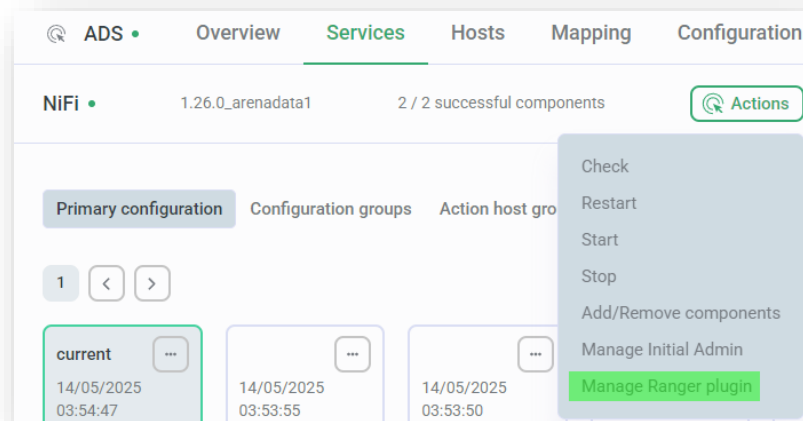 ADS Overview Services Hosts Mapping Configuration
NiFi 1.26.0_arenadata1 2 / 2 successful components Actions
Check
Primary configuration Configuration groups Action host gro
Restart
Start
Stop
1
Add/Remove components
Manage Initial Admin
Manage Ranger plugin
current ... ... ...
14/05/2025 14/05/2025 14/05/2025
03:54:47 03:53:55 03:53:50